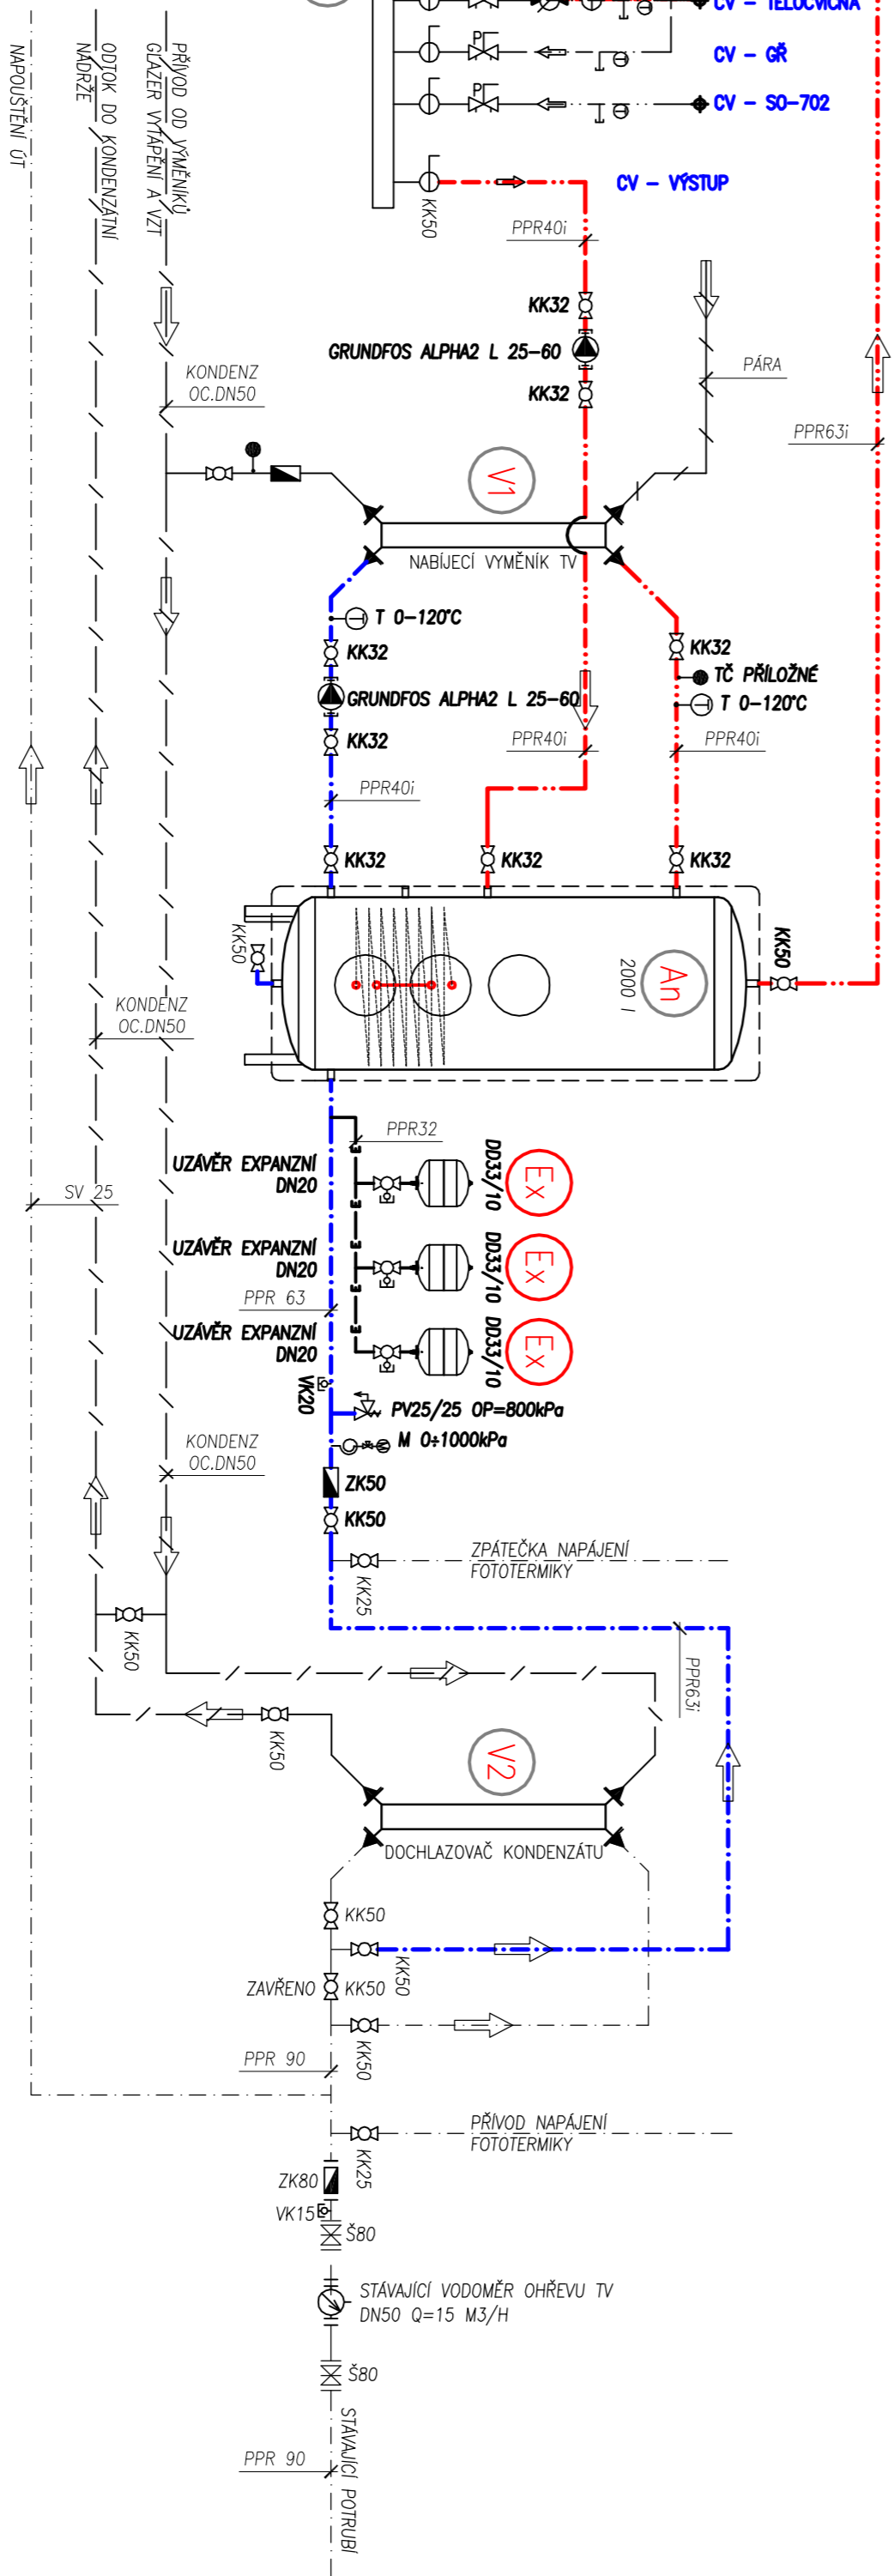 CV - TĚLOCVIČNA
P
CV - GŘ
P
CV - SO-702
CV - VÝSTUP
KK50
NAPOUŠTĚNÍ ÚT
ODTOK DO KONDENZÁTNÍ
NÁDRŽE
PŘÍVOD OD VÝMĚNÍKŮ
GLAZER VYTÁPĚNÍ A VZT
PPR40i
KK32
GRUNDFOS ALPHA2 L 25-60
KK32
KONDENZ
OC.DN50
PÁRA
PPR63i
V1
NABÍJECÍ VYMĚNÍK TV
T 0-120°C
KK32
GRUNDFOS ALPHA2 L 25-60
KK32
KK32
TČ PŘÍLOŽNÉ
T 0-120°C
PPR40i
PPR40i
PPR40i
KK32
KK32
KK32
KK50
KK50
An
2000 l
KONDENZ
OC.DN50
PPR32
UZÁVĚR EXPANZNÍ
DN20
DD33/10
Ex
SV 25
UZÁVĚR EXPANZNÍ
DN20
DD33/10
Ex
PPR 63
UZÁVĚR EXPANZNÍ
DN20
DD33/10
Ex
VK20
PV25/25 OP=800kPa
M 0÷1000kPa
KONDENZ
OC.DN50
ZK50
KK50
ZPÁTEČKA NAPÁJENÍ
FOTOTERMIKY
KK25
KK50
PPR63i
KK50
V2
DOCHLAZOVAČ KONDENZÁTU
KK50
KK50
ZAVŘENO
KK50
KK50
PPR 90
PŘÍVOD NAPÁJENÍ
FOTOTERMIKY
KK25
ZK80
VK15
Š80
STÁVAJÍCÍ VODOMĚR OHŘEVU TV
DN50 Q=15 M3/H
Š80
STÁVAJÍCÍ POTRUBÍ
PPR 90